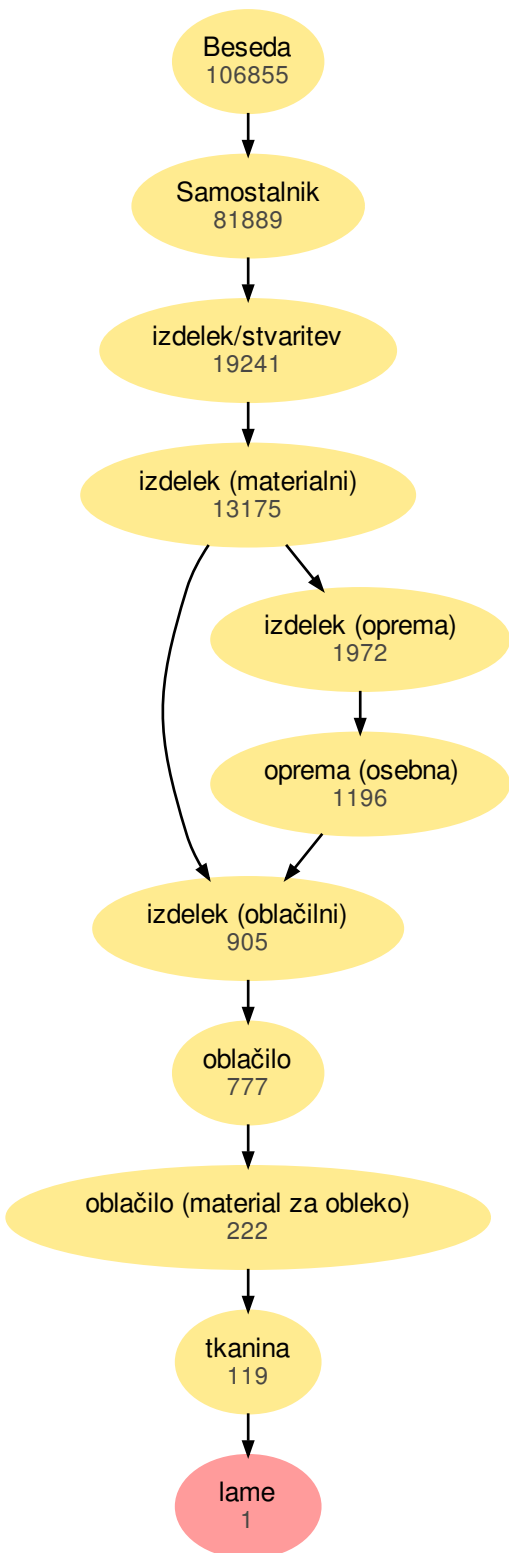 Beseda
106855
Samostalnik
81889
izdelek/stvaritev
19241
izdelek (materialni)
13175
izdelek (oprema)
1972
oprema (osebna)
1196
izdelek (oblačilni)
905
oblačilo
777
oblačilo (material za obleko)
222
tkanina
119
lame
1